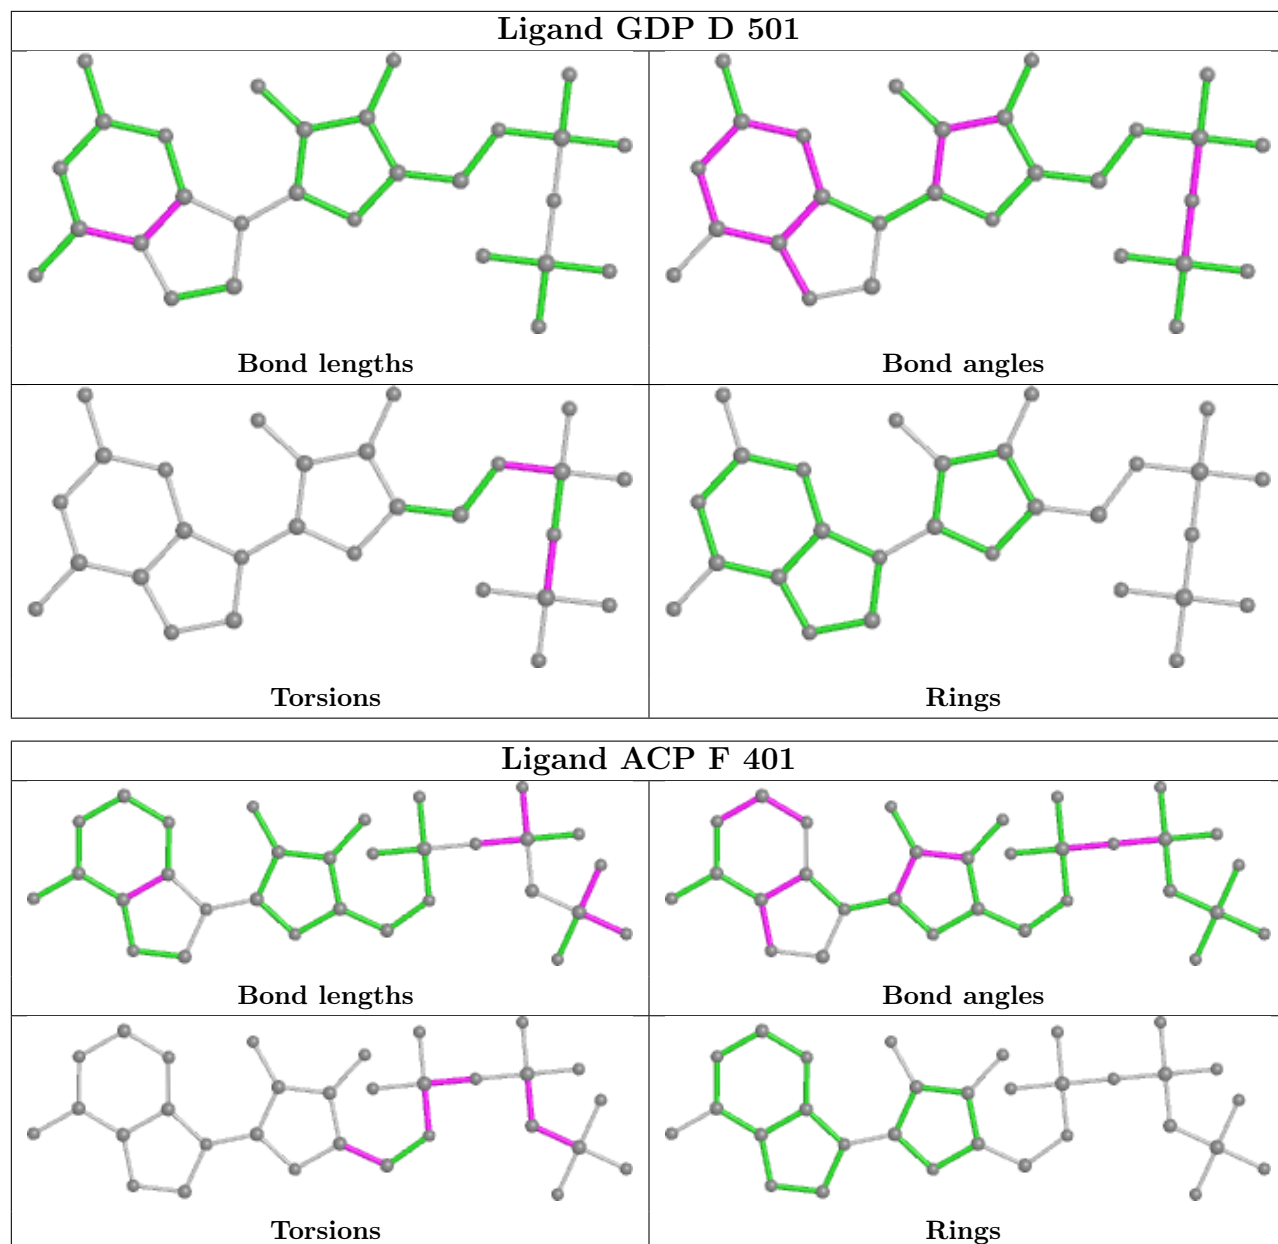 Ligand GDP D 501
Bond lengths
Bond angles
Torsions
Rings
Ligand ACP F 401
Bond lengths
Bond angles
Torsions
Rings